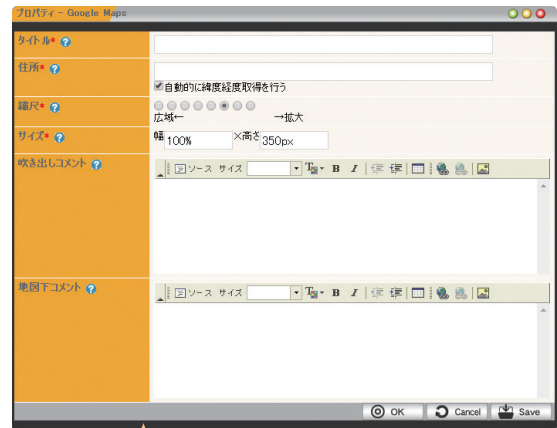 プロパティ - Google Maps
タイトル* ?
住所* ?
自動的に緯度経度取得を行う
縮尺* ?
広域← →拡大
サイズ* ?
幅 100% ×高さ 350px
吹き出しコメント ?
ソース サイズ T B I
地図下コメント ?
ソース サイズ T B I
OK Cancel Save